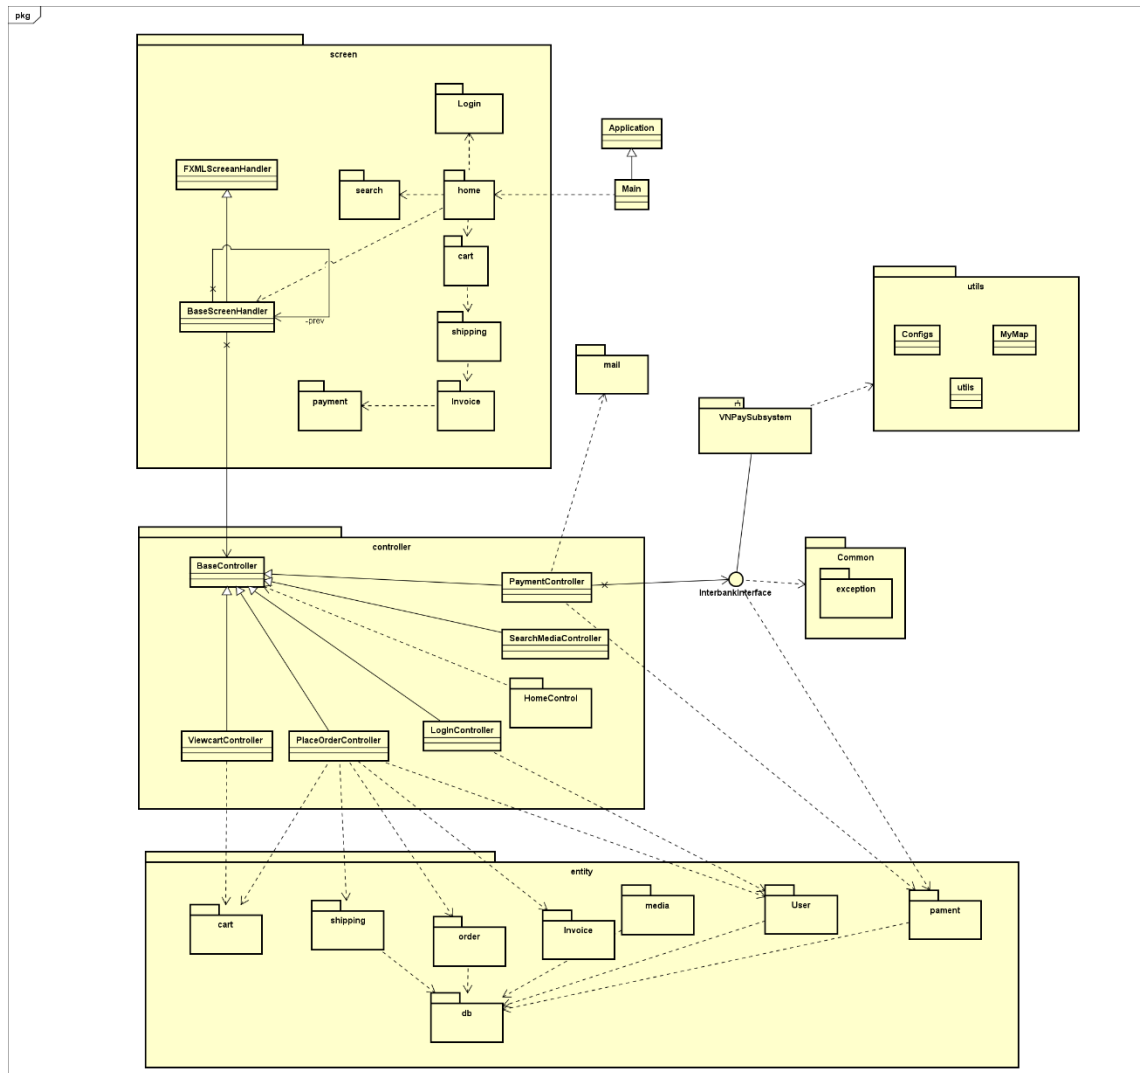 pkg
screen
Login
Application
FXMLScreeanHandler
search
home
Main
cart
utils
BaseScreenHandler
-prev
shipping
Configs
MyMap
mail
utils
payment
Invoice
VNPaySubsystem
controller
Common
BaseController
PaymentController
exception
InterbankInterface
SearchMediaController
HomeControl
ViewcartController
PlaceOrderController
LogInController
entity
cart
shipping
order
Invoice
media
User
pament
db